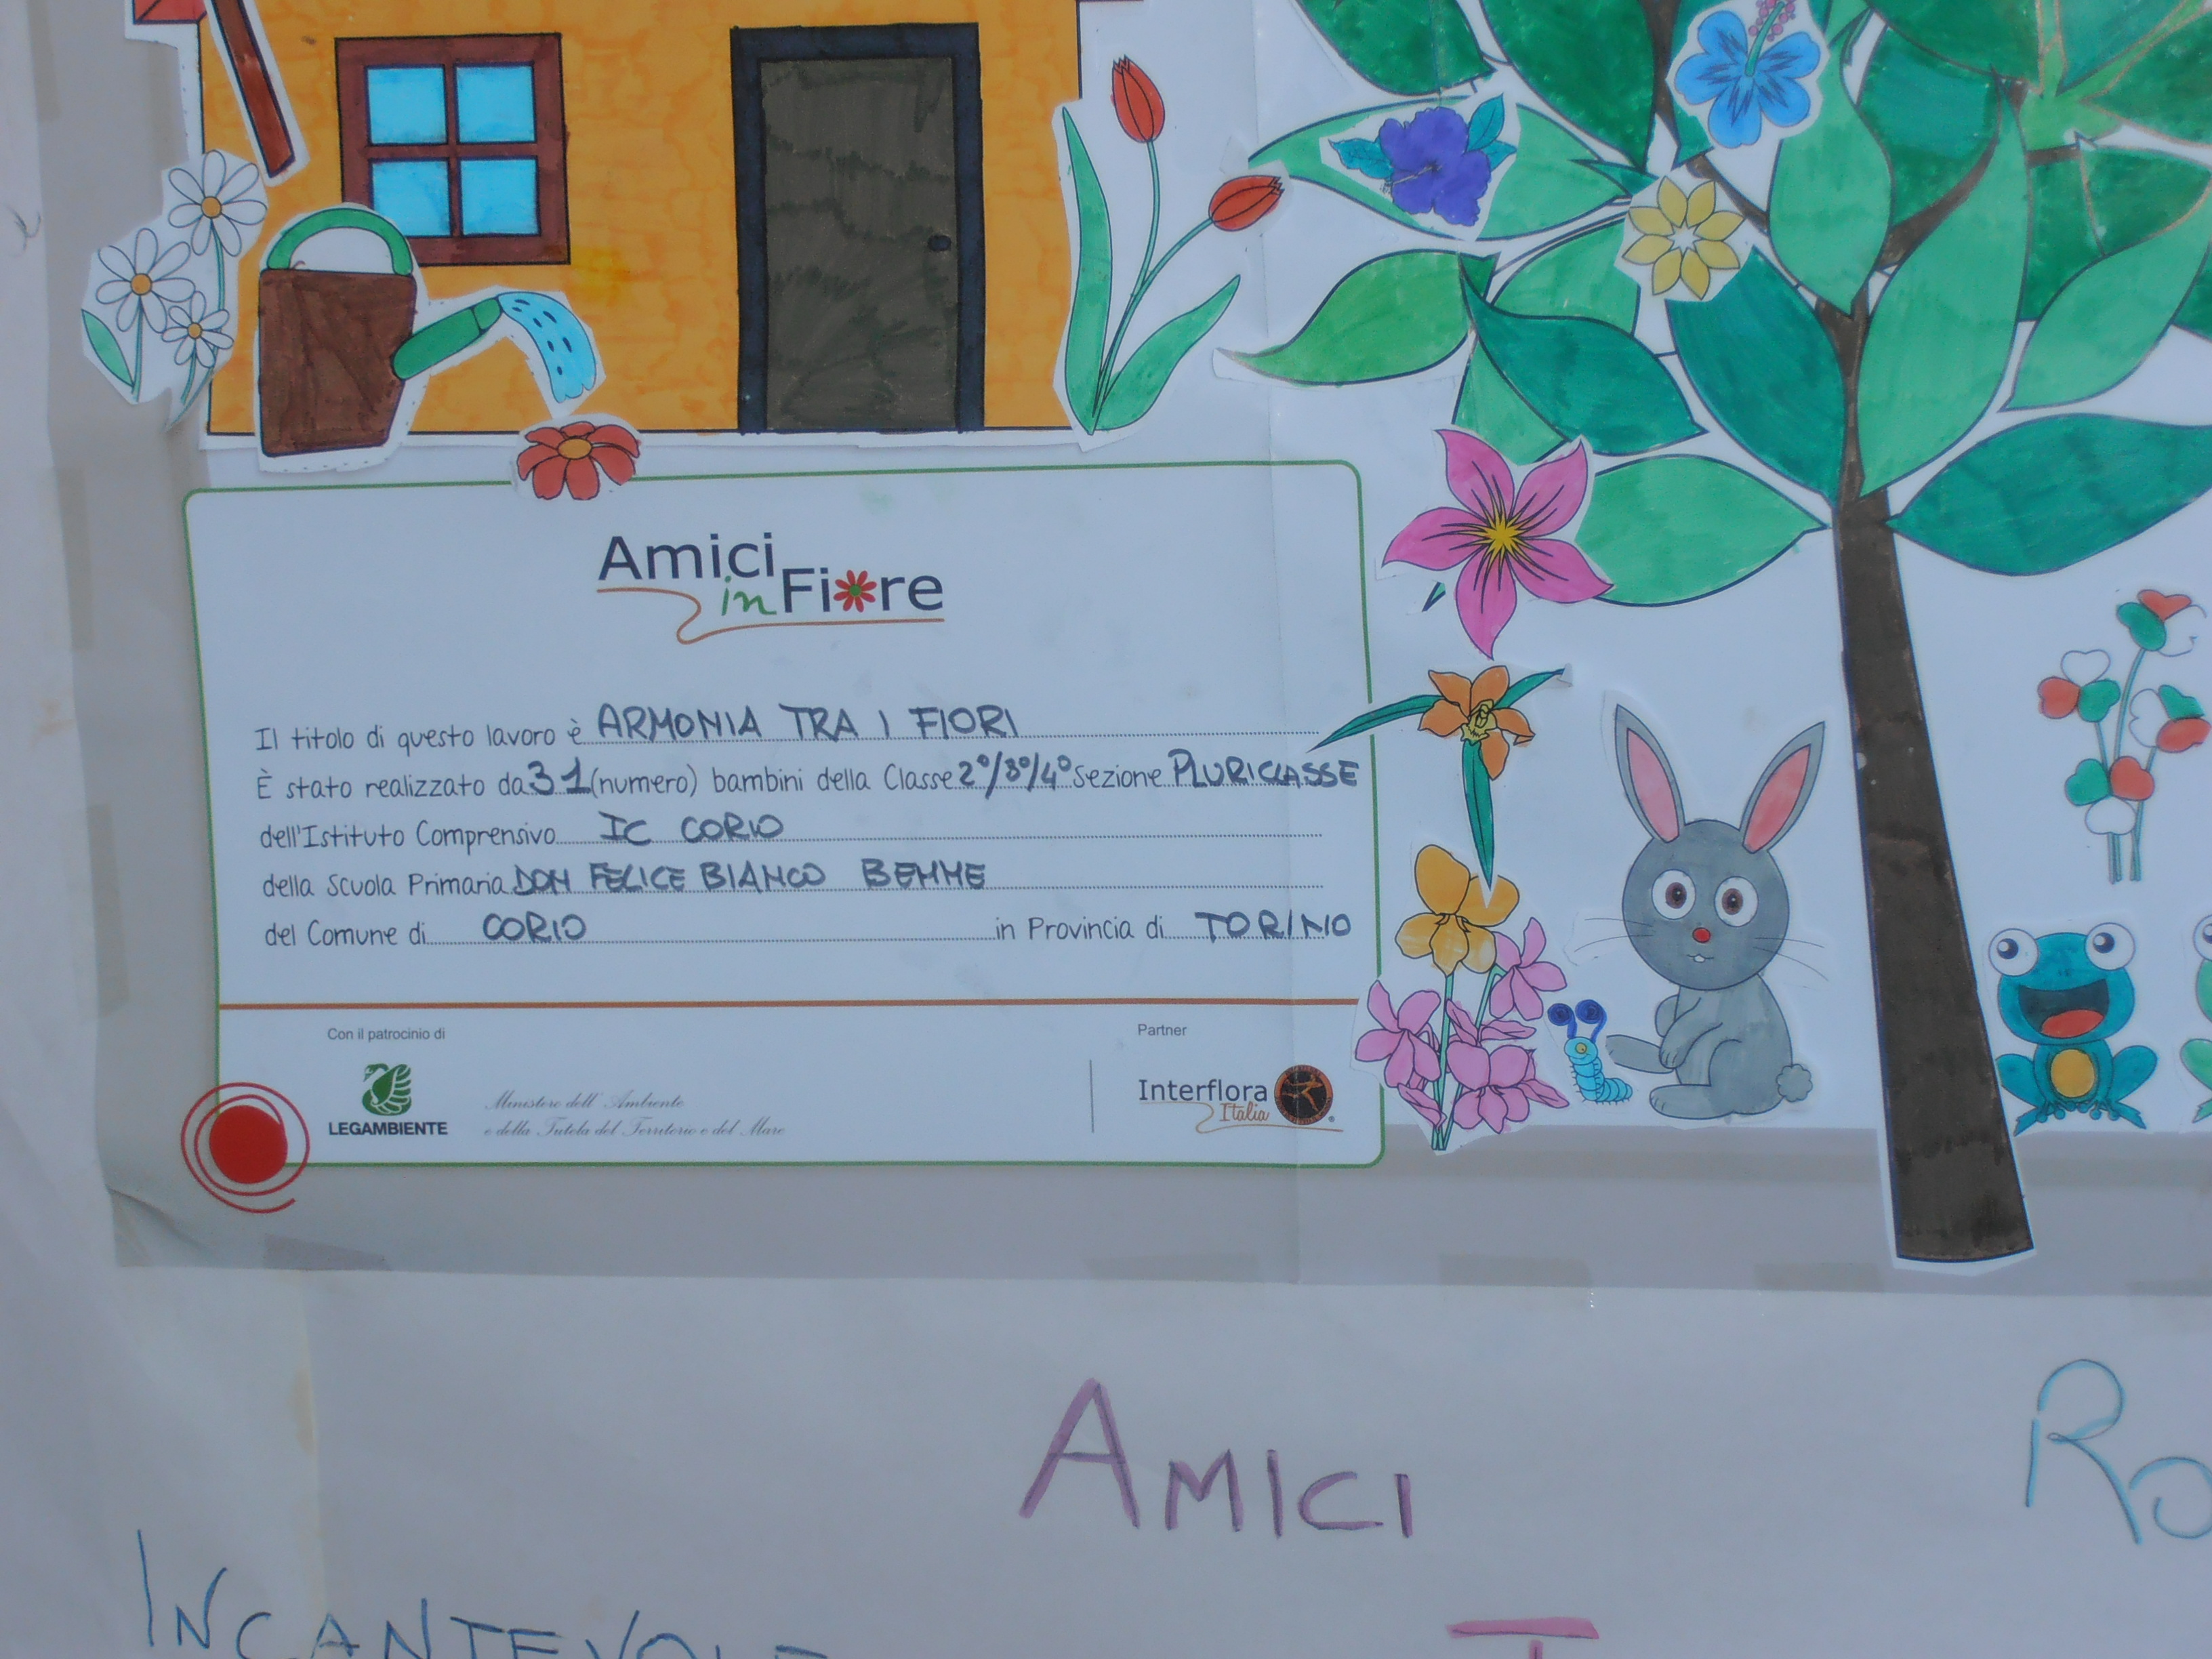 Amici
in Fiore
Il titolo di questo lavoro è ARMONIA TRA I FIORI
È stato realizzato da 31 (numero) bambini della Classe 2°/3°/4° sezione PLURICLASSE
dell'Istituto Comprensivo IC CORIO
della Scuola Primaria DON FELICE BIANCO BEMME
del Comune di CORIO in Provincia di TORINO
Con il patrocinio di
Partner
LEGAMBIENTE
Ministero dell'Ambiente
e della Tutela del Territorio e del Mare
Interflora
Italia
AMICI
INCANTEVOLE